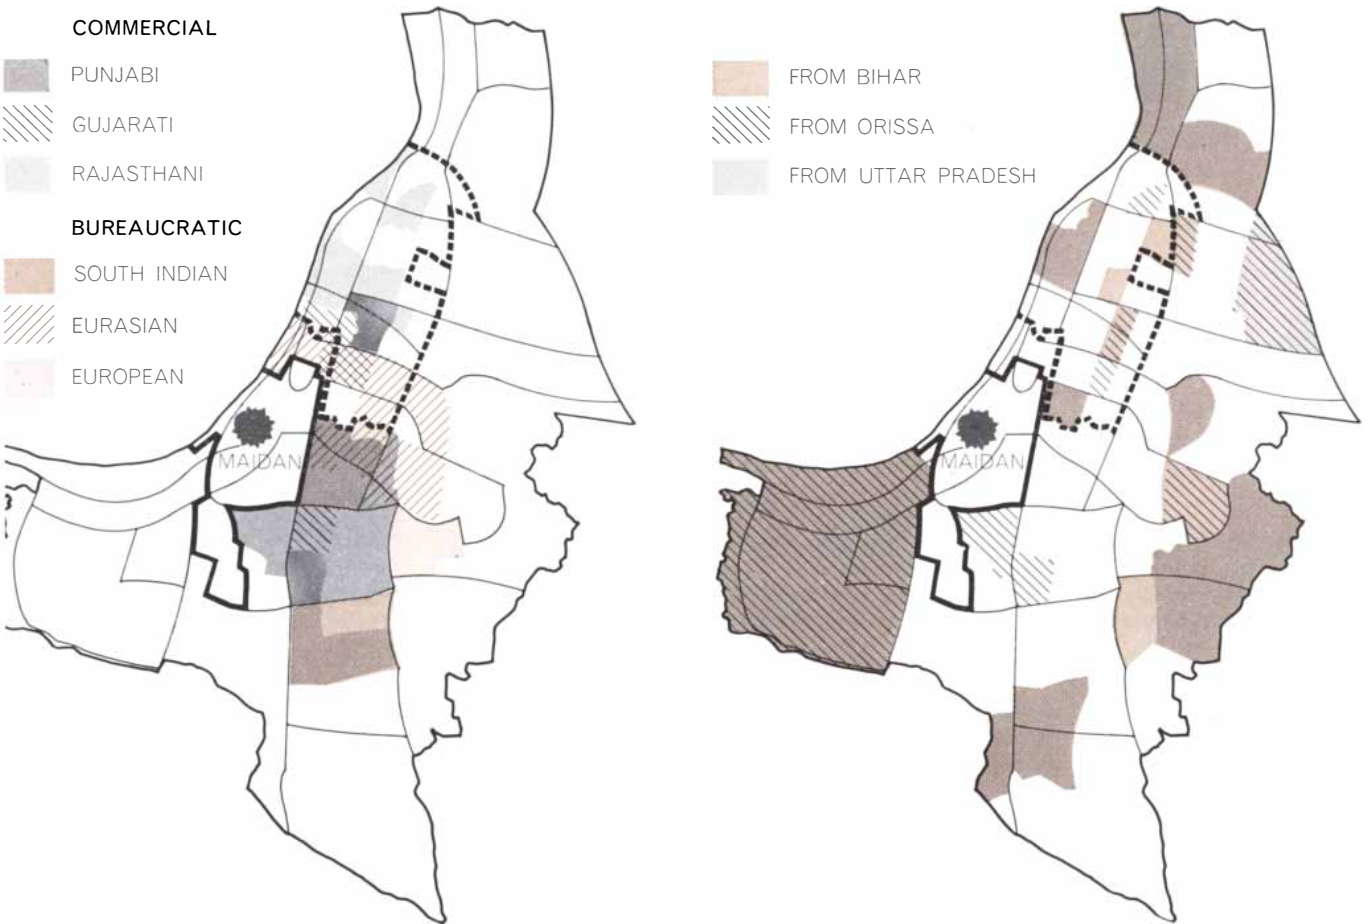 COMMERCIAL
PUNJABI
GUJARATI
RAJASTHANI
BUREAUCRATIC
SOUTH INDIAN
EURASIAN
EUROPEAN
MAIDAN
FROM BIHAR
FROM ORISSA
FROM UTTAR PRADESH
MAIDAN